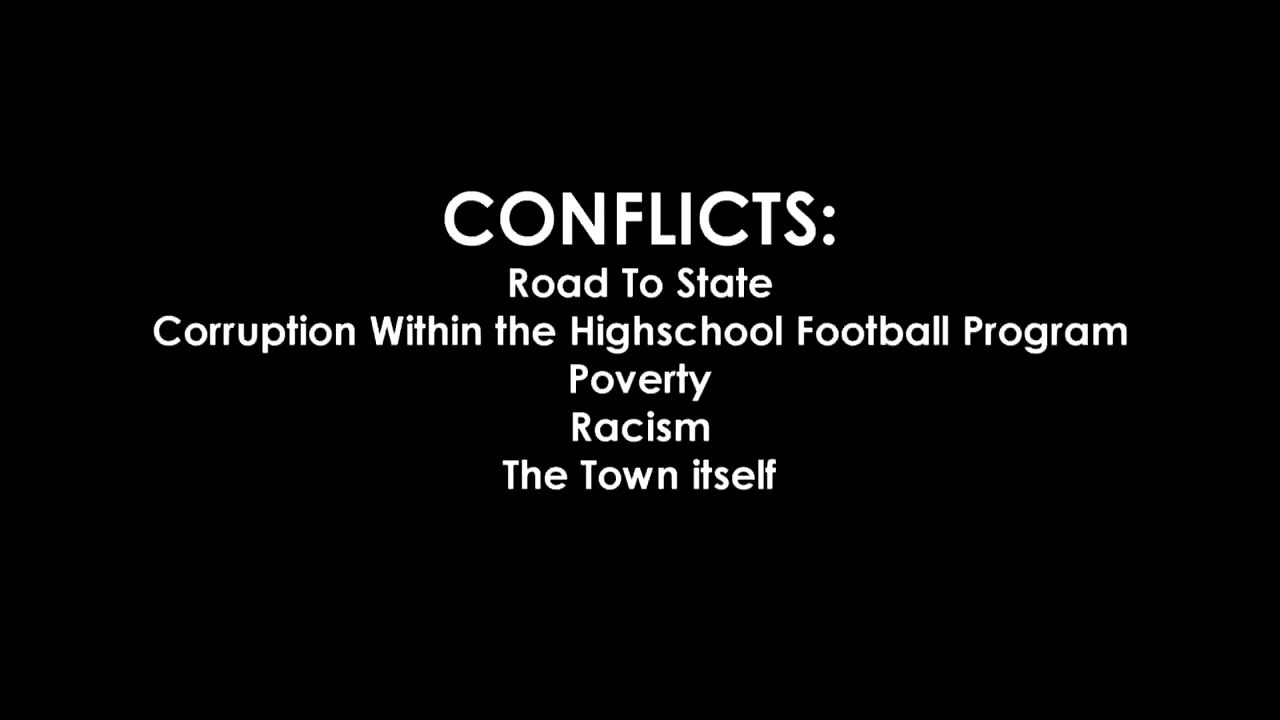 CONFLICTS:
Road To State
Corruption Within the Highschool Football Program
Poverty
Racism
The Town itself